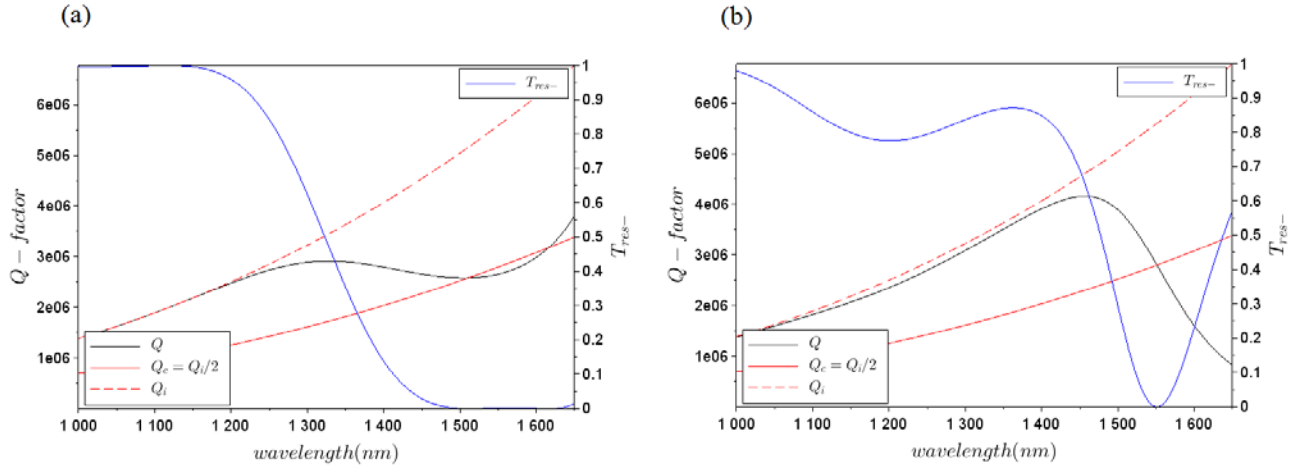 (a)
6e06
5e06
4e06
3e06
2e06
1e06
Q − factor
1 000
1 100
1 200
1 300
1 400
1 500
1 600
wavelength(nm)
1
0.9
0.8
0.7
0.6
0.5
0.4
0.3
0.2
0.1
0
T_res−
T_res−
Q
Q_c = Q_i/2
Q_i
(b)
6e06
5e06
4e06
3e06
2e06
1e06
Q − factor
1 000
1 100
1 200
1 300
1 400
1 500
1 600
wavelength(nm)
1
0.9
0.8
0.7
0.6
0.5
0.4
0.3
0.2
0.1
0
T_res−
T_res−
Q
Q_c = Q_i/2
Q_i